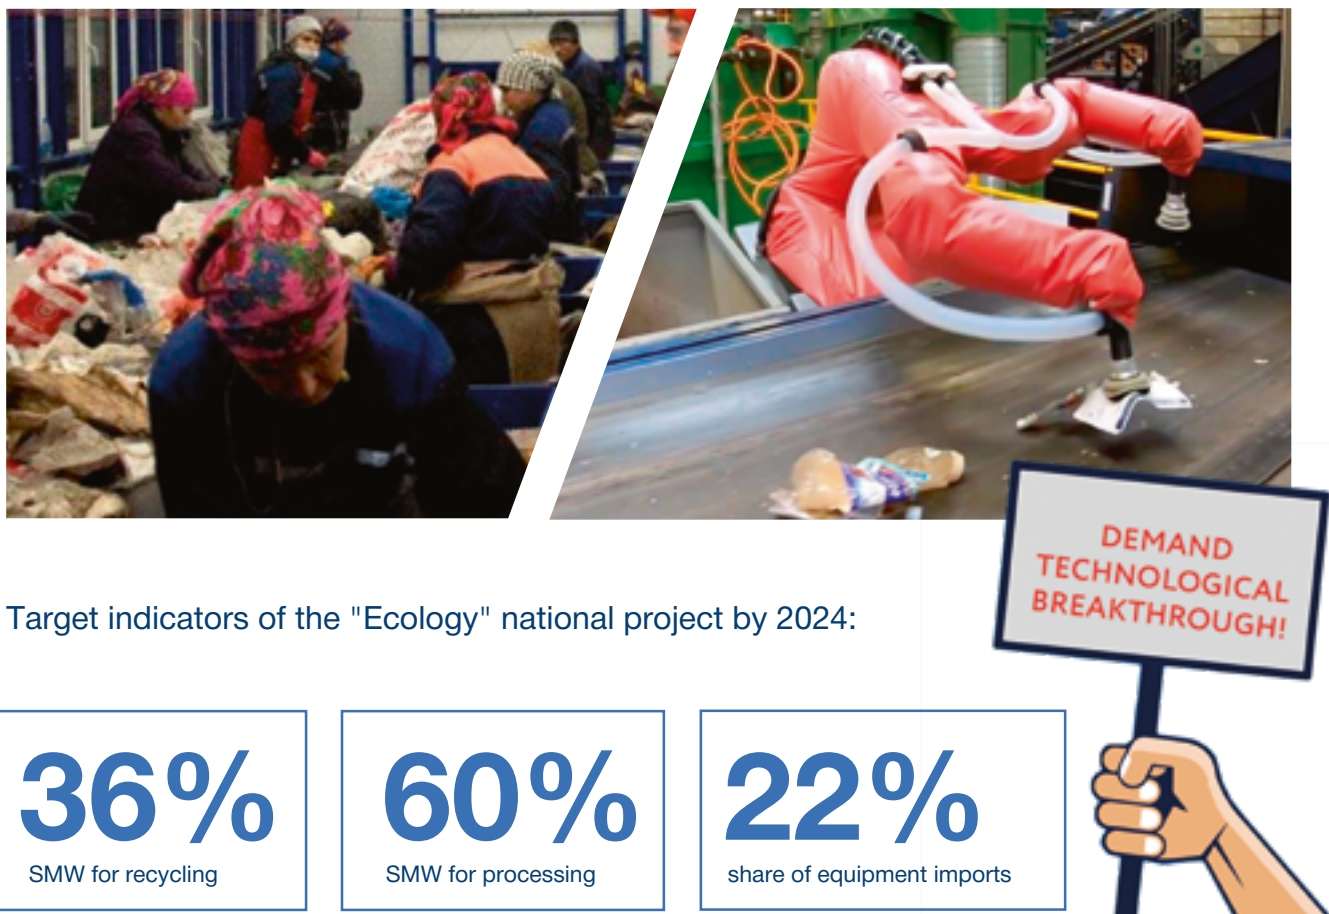 DEMAND
TECHNOLOGICAL
BREAKTHROUGH!
Target indicators of the "Ecology" national project by 2024:
36%
SMW for recycling
60%
SMW for processing
22%
share of equipment imports